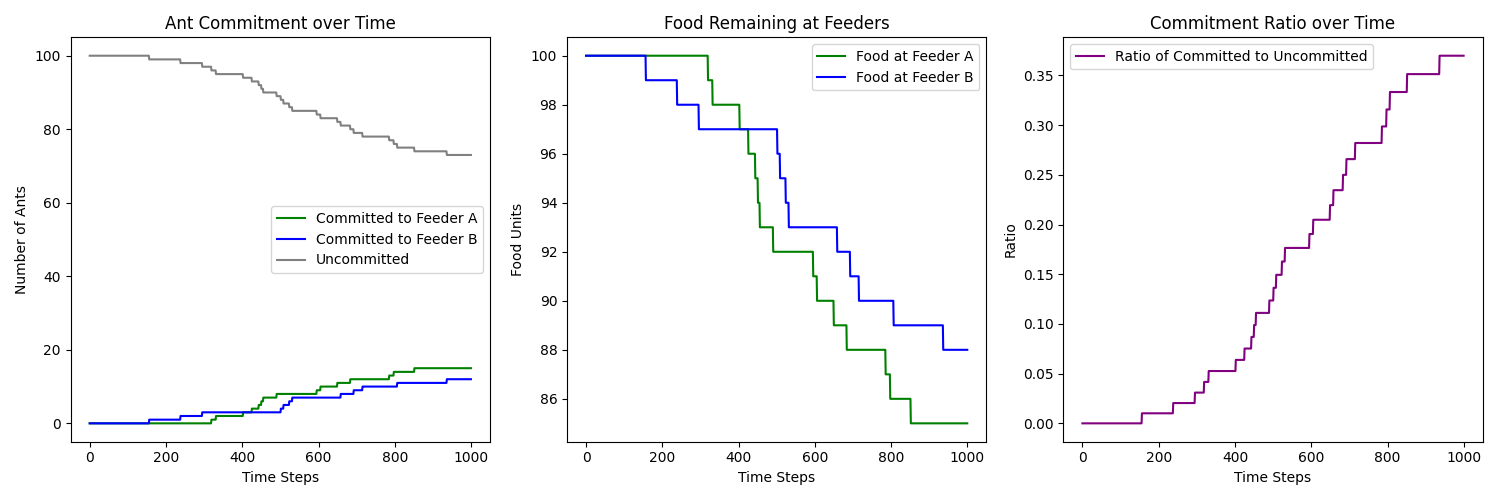 Ant Commitment over Time
Number of Ants
100
80
60
40
20
0
Committed to Feeder A
Committed to Feeder B
Uncommitted
0 200 400 600 800 1000
Time Steps
Food Remaining at Feeders
Food Units
100
98
96
94
92
90
88
86
Food at Feeder A
Food at Feeder B
0 200 400 600 800 1000
Time Steps
Commitment Ratio over Time
Ratio
0.35
0.30
0.25
0.20
0.15
0.10
0.05
0.00
Ratio of Committed to Uncommitted
0 200 400 600 800 1000
Time Steps